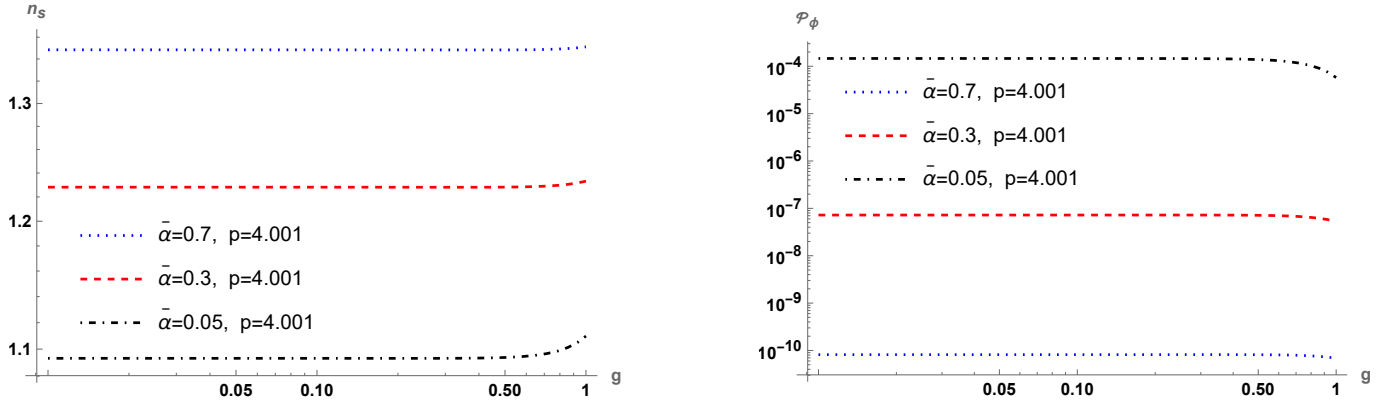 n_s
1.3
1.2
1.1
0.05
0.10
0.50
1
g
ᾱ=0.7, p=4.001
ᾱ=0.3, p=4.001
ᾱ=0.05, p=4.001
𝒫_ϕ
10^-4
10^-5
10^-6
10^-7
10^-8
10^-9
10^-10
0.05
0.10
0.50
1
g
ᾱ=0.7, p=4.001
ᾱ=0.3, p=4.001
ᾱ=0.05, p=4.001